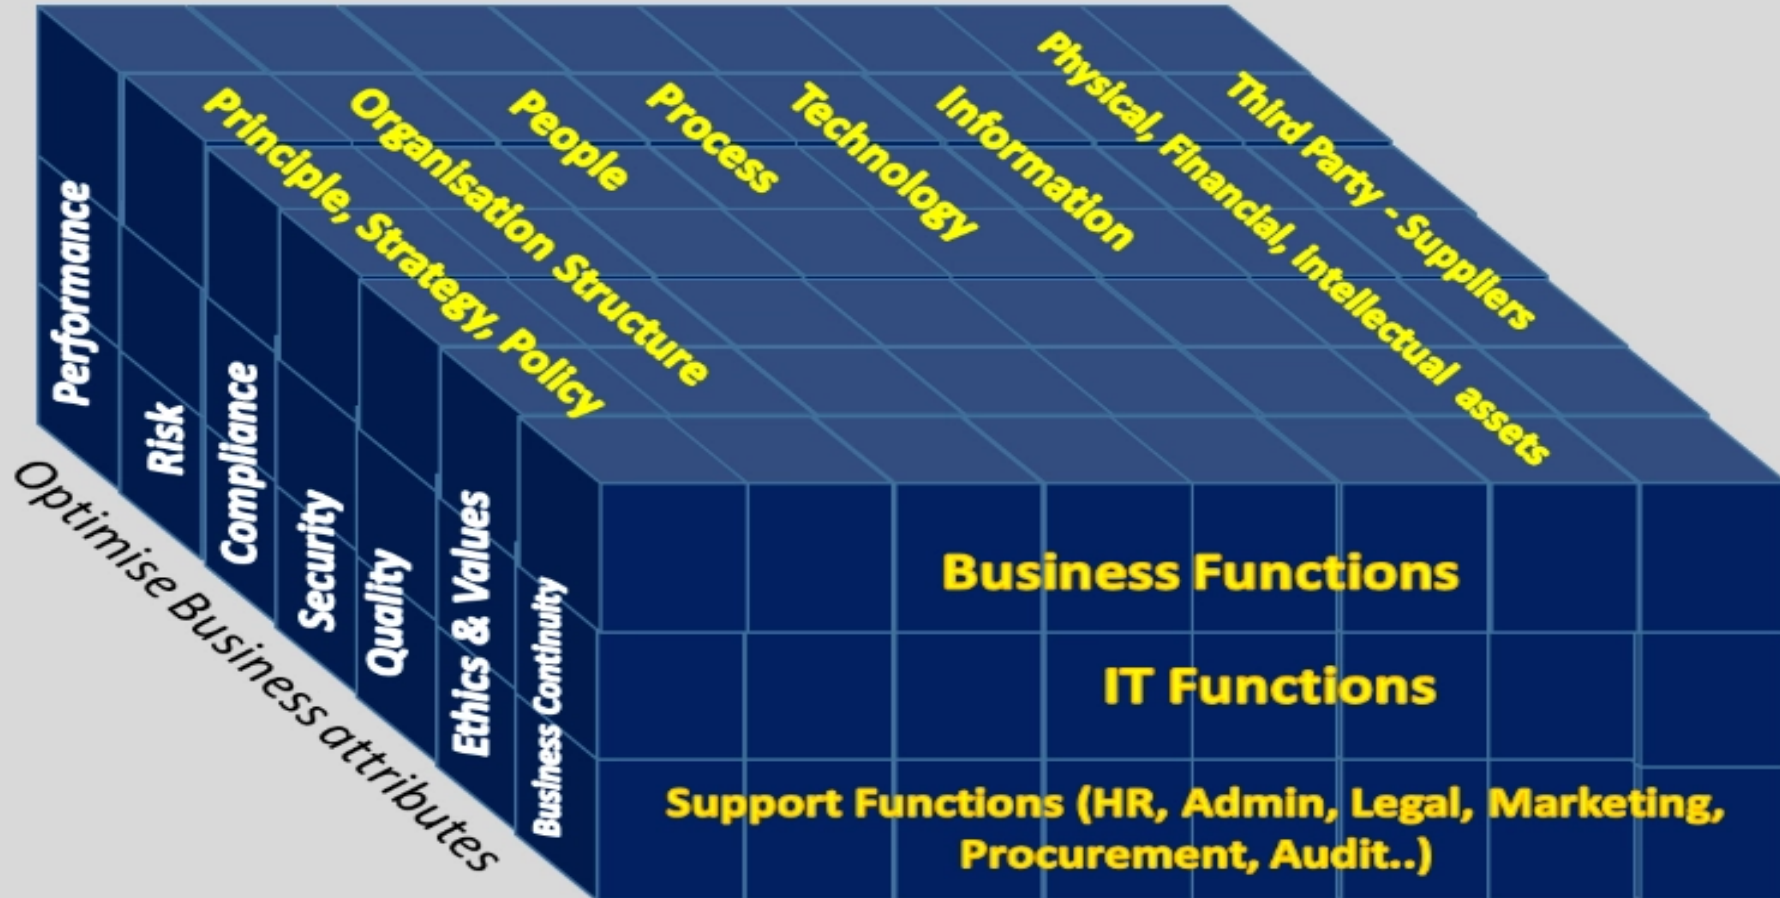 Principle, Strategy, Policy
Organisation Structure
People
Process
Technology
Information
Physical, Financial, intellectual assets
Third Party - Suppliers
Performance
Risk
Compliance
Security
Quality
Ethics & Values
Business Continuity
Optimise Business attributes
Business Functions
IT Functions
Support Functions (HR, Admin, Legal, Marketing,
Procurement, Audit..)